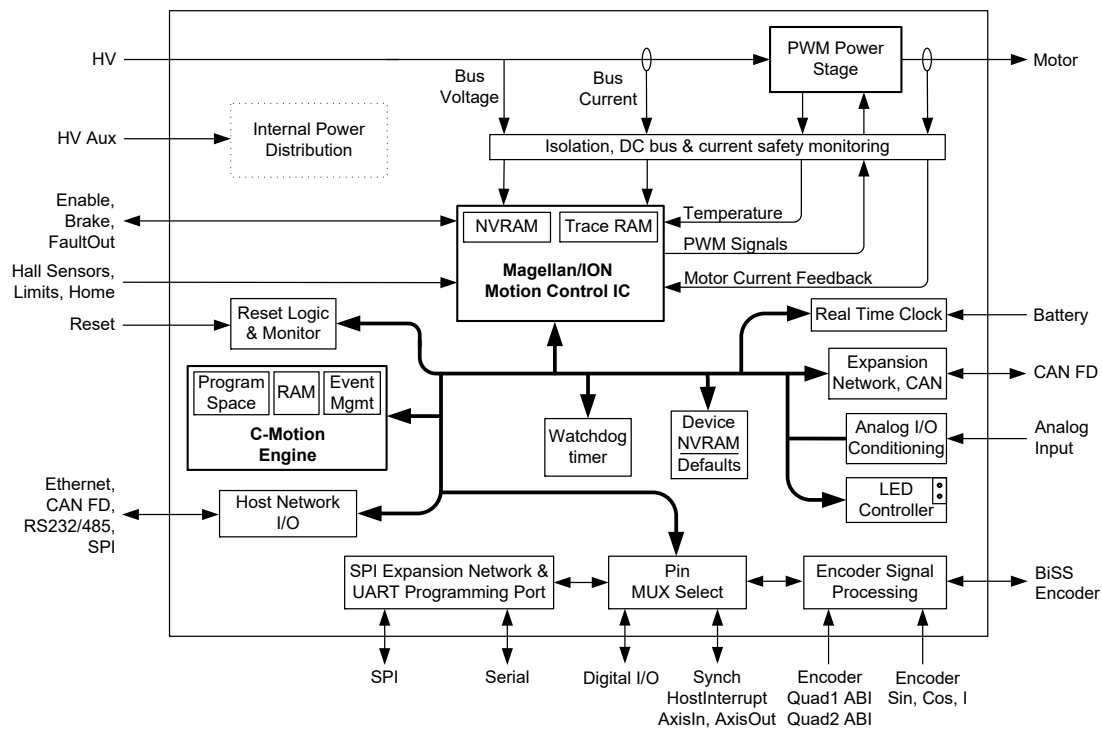 HV
Bus
Voltage
Bus
Current
PWM Power
Stage
Motor
HV Aux
Internal Power
Distribution
Isolation, DC bus & current safety monitoring
Enable,
Brake,
FaultOut
NVRAM
Trace RAM
Magellan/ION
Motion Control IC
Temperature
PWM Signals
Motor Current Feedback
Hall Sensors,
Limits, Home
Reset
Reset Logic
& Monitor
Real Time Clock
Battery
Program
Space
RAM
Event
Mgmt
C-Motion
Engine
Expansion
Network, CAN
CAN FD
Watchdog
timer
Device
NVRAM
Defaults
Analog I/O
Conditioning
Analog
Input
LED
Controller
Ethernet,
CAN FD,
RS232/485,
SPI
Host Network
I/O
SPI Expansion Network &
UART Programming Port
Pin
MUX Select
Encoder Signal
Processing
BiSS
Encoder
SPI
Serial
Digital I/O
Synch
HostInterrupt
AxisIn, AxisOut
Encoder
Quad1 ABI
Quad2 ABI
Encoder
Sin, Cos, I